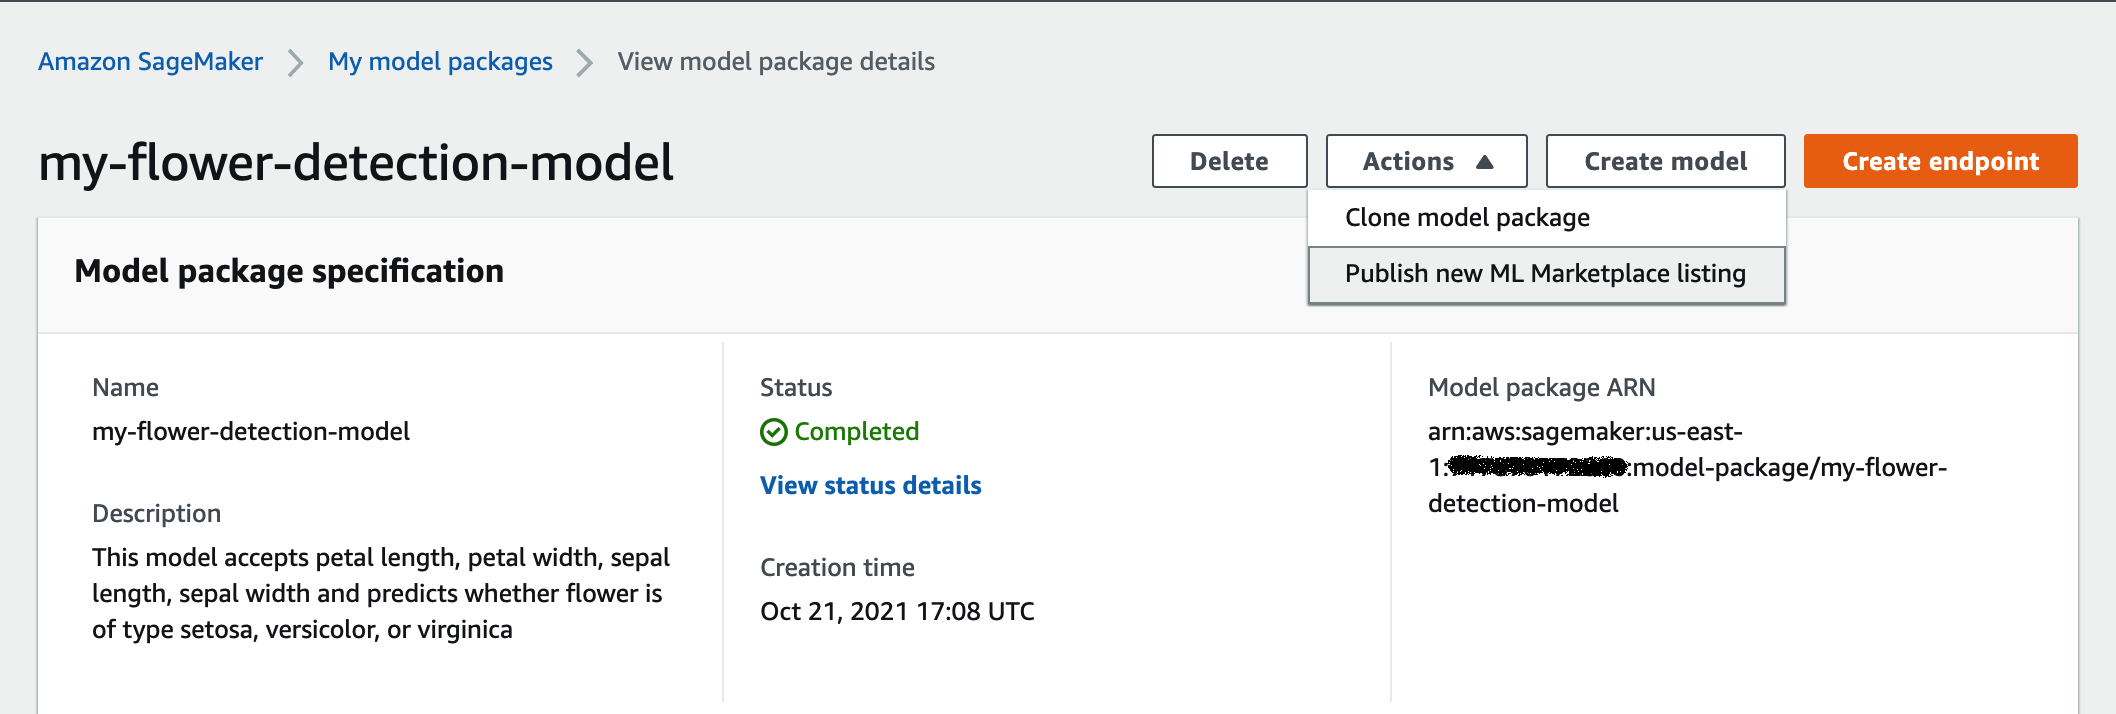 Amazon SageMaker > My model packages > View model package details
my-flower-detection-model
Delete
Actions
Create model
Create endpoint
Clone model package
Publish new ML Marketplace listing
Model package specification
Name
my-flower-detection-model
Description
This model accepts petal length, petal width, sepal
length, sepal width and predicts whether flower is
of type setosa, versicolor, or virginica
Status
Completed
View status details
Creation time
Oct 21, 2021 17:08 UTC
Model package ARN
arn:aws:sagemaker:us-east-
1: :model-package/my-flower-
detection-model